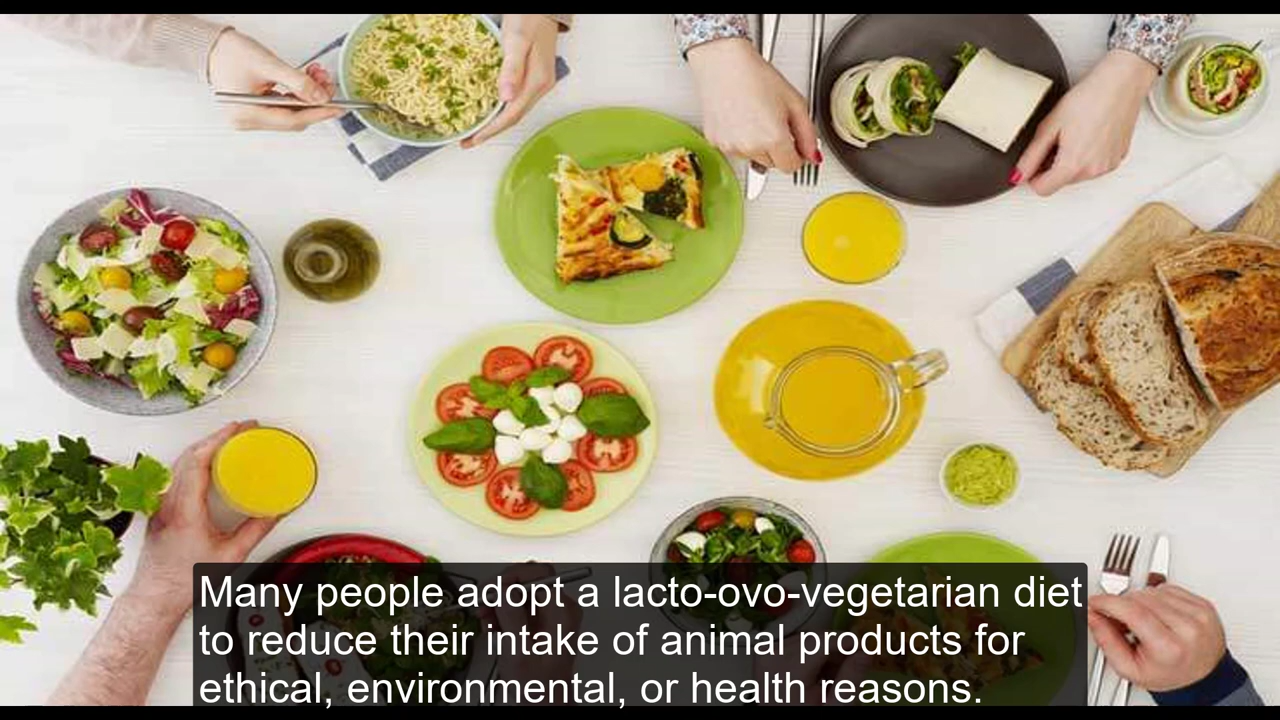 Many people adopt a lacto-ovo-vegetarian diet
to reduce their intake of animal products for
ethical, environmental, or health reasons.